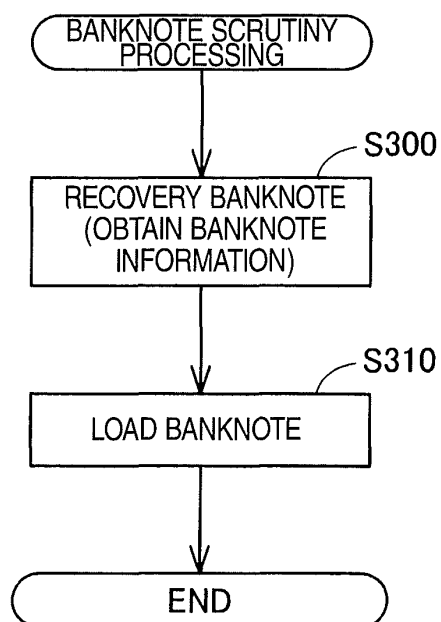 BANKNOTE SCRUTINY
PROCESSING
S300
RECOVERY BANKNOTE
(OBTAIN BANKNOTE
INFORMATION)
S310
LOAD BANKNOTE
END